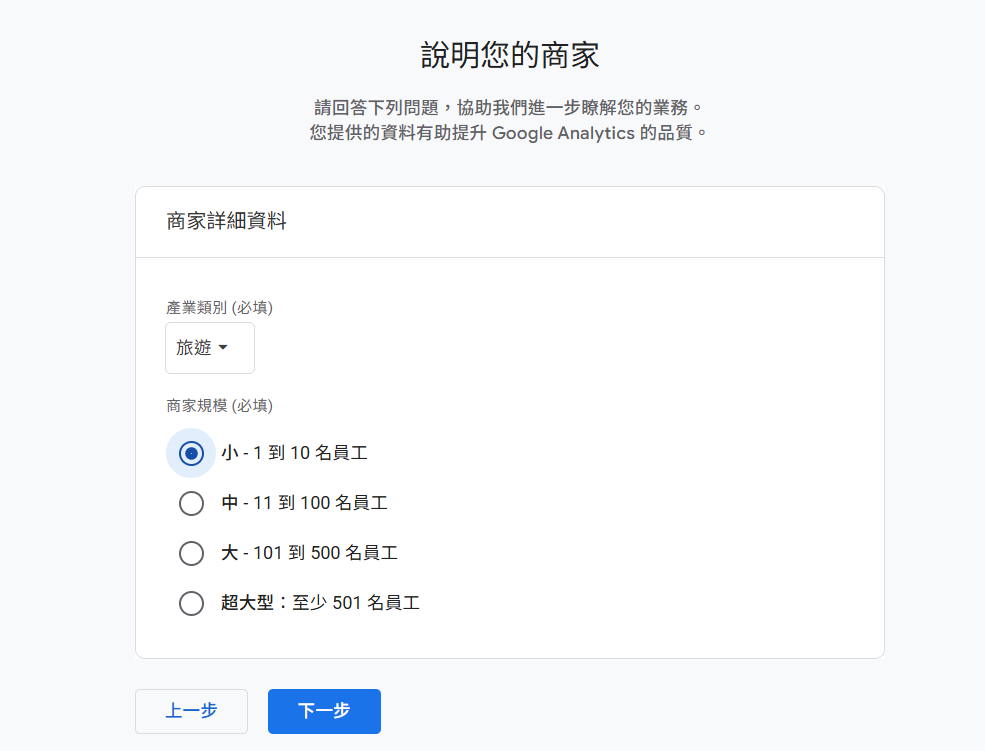 說明您的商家
請回答下列問題，協助我們進一步瞭解您的業務。
您提供的資料有助提升 Google Analytics 的品質。
商家詳細資料
產業類別 (必填)
旅遊
商家規模 (必填)
小 - 1 到 10 名員工
中 - 11 到 100 名員工
大 - 101 到 500 名員工
超大型：至少 501 名員工
上一步
下一步